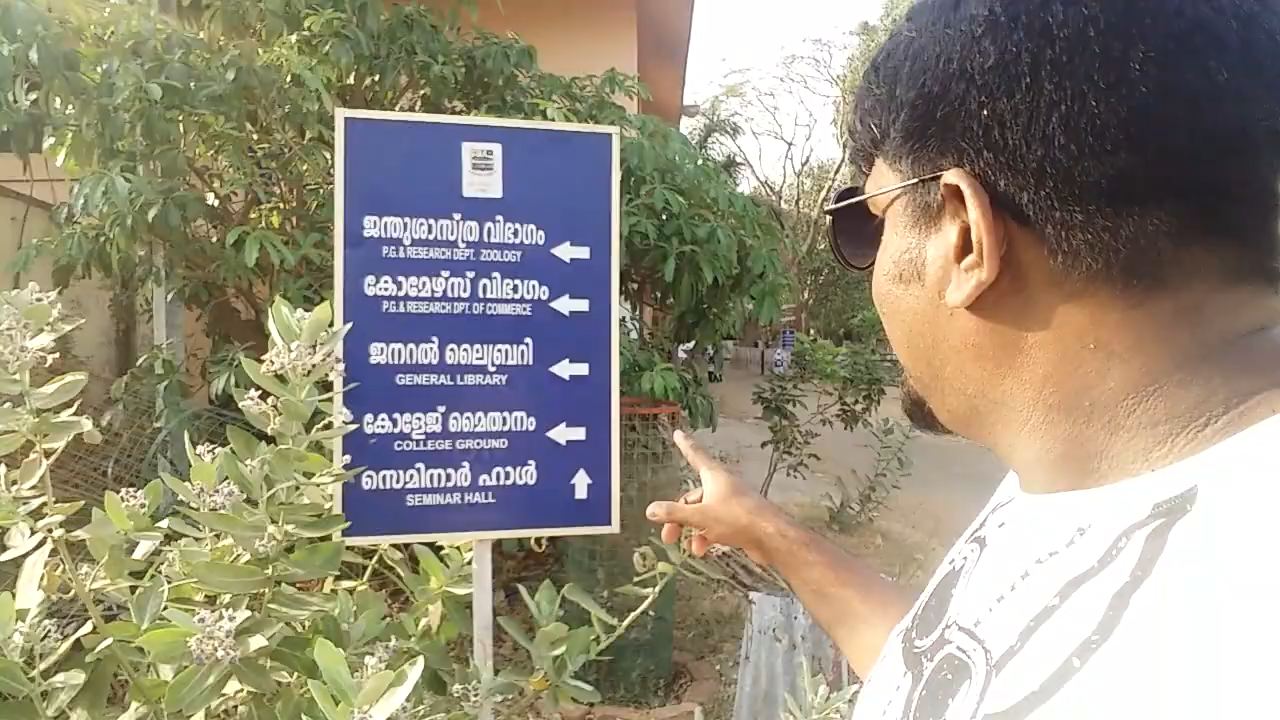 ജന്തുശാസ്ത്ര വിഭാഗം
P.G.& RESEARCH DEPT. ZOOLOGY
കോമേഴ്സ് വിഭാഗം
P.G.& RESEARCH DPT. OF COMMERCE
ജനറൽ ലൈബ്രറി
GENERAL LIBRARY
കോളേജ് മൈതാനം
COLLEGE GROUND
സെമിനാർ ഹാൾ
SEMINAR HALL